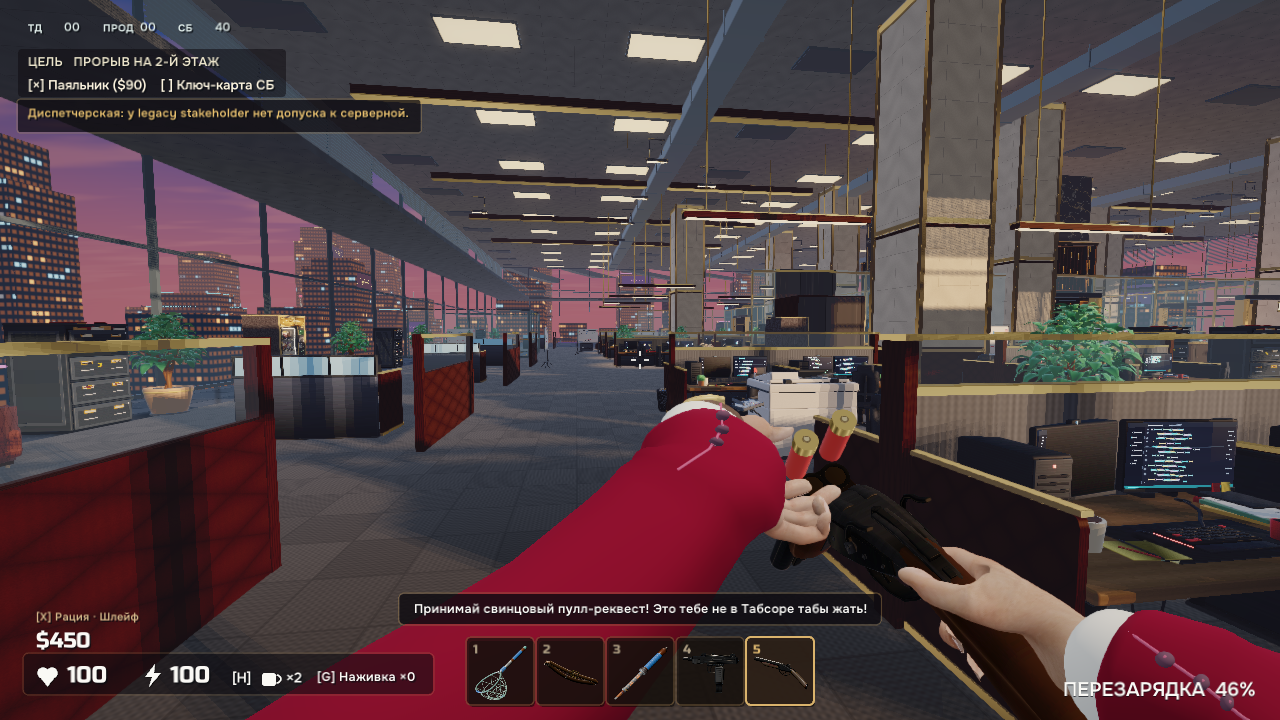 ТД 00 ПРОД 00 СБ 40
ЦЕЛЬ ПРОРЫВ НА 2-Й ЭТАЖ
[×] Паяльник ($90) [ ] Ключ-карта СБ
Диспетчерская: у legacy stakeholder нет допуска к серверной.
Принимай свинцовый пулл-реквест! Это тебе не в Табсоре табы жать!
[X] Рация · Шлейф
$450
100 100 [H] ×2 [G] Наживка ×0
1 2 3 4 5
ПЕРЕЗАРЯДКА 46%